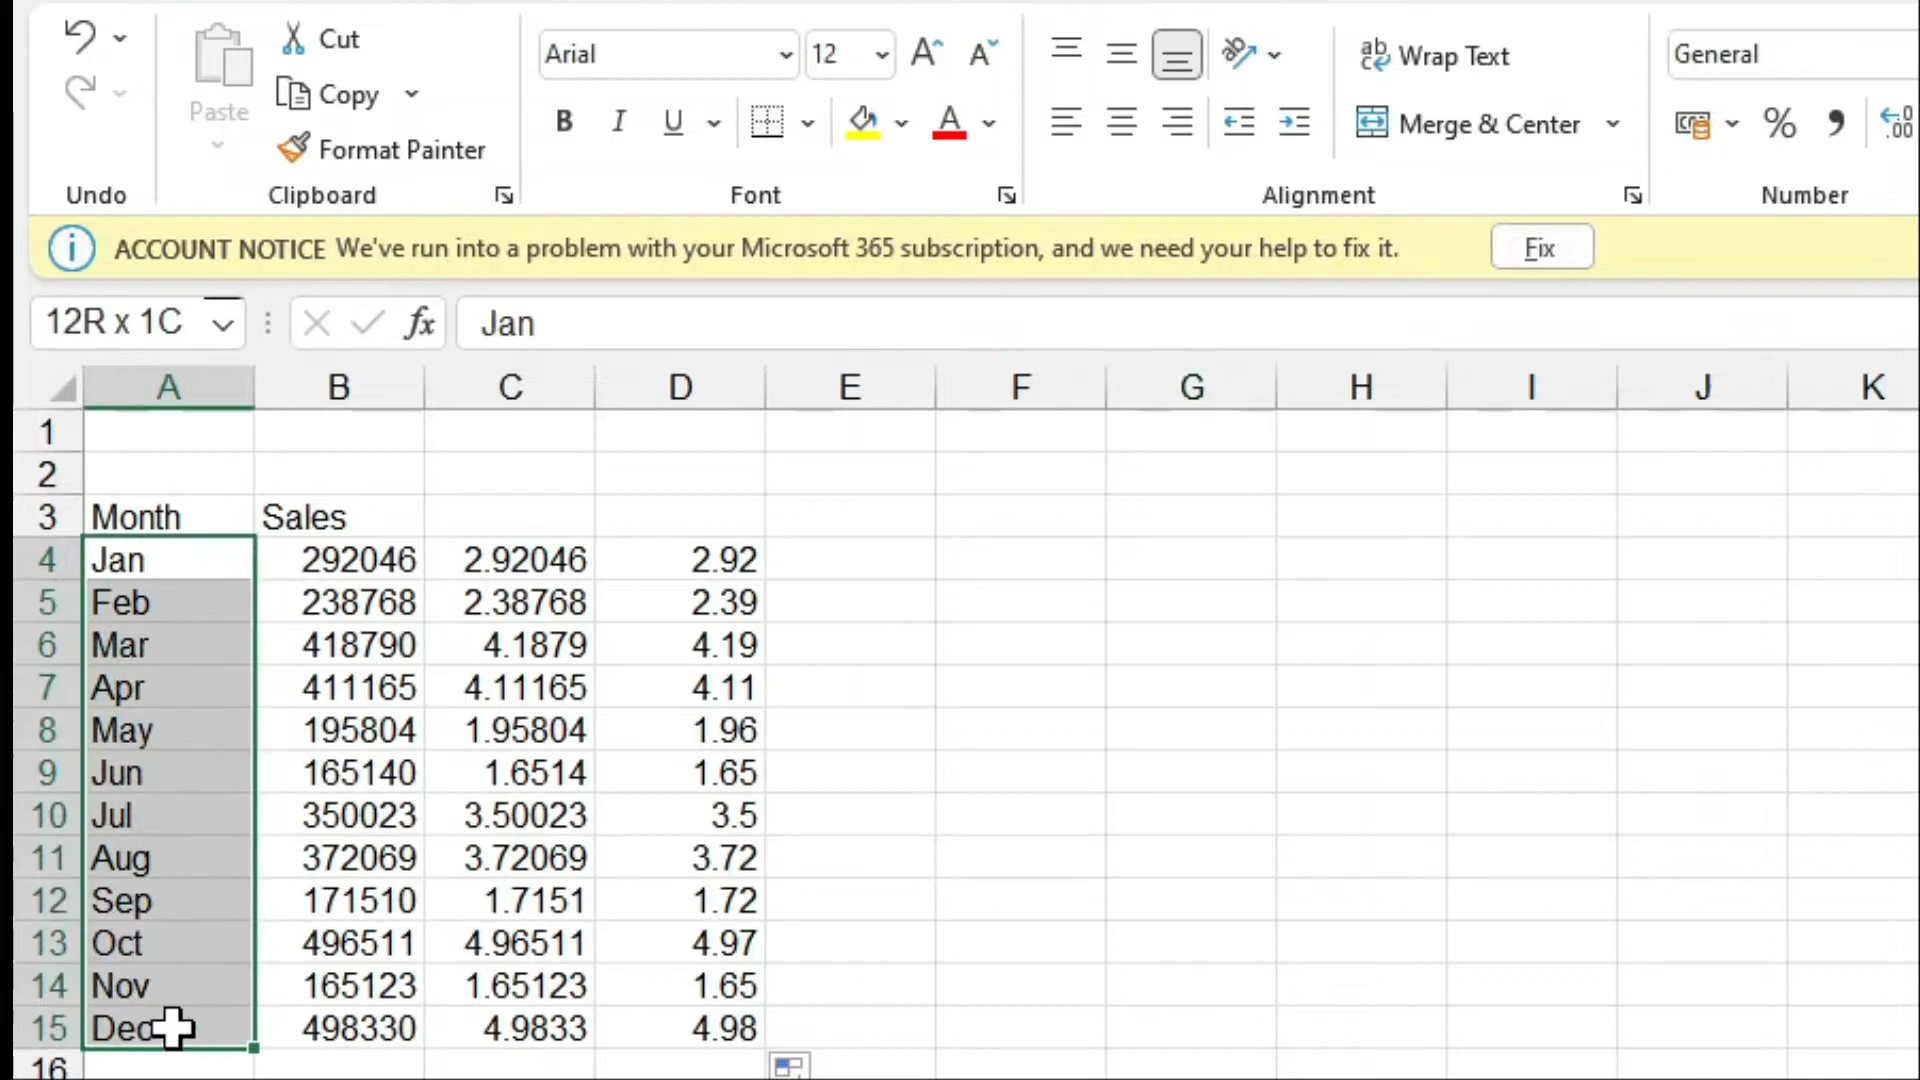 Cut
Copy
Paste
Format Painter
Undo
Clipboard
Arial
12
B I U
Font
Wrap Text
Merge & Center
Alignment
General
%
Number
ACCOUNT NOTICE We've run into a problem with your Microsoft 365 subscription, and we need your help to fix it. Fix
12R x 1C fx Jan
A B C D E F G H I J K
1
2
3 Month Sales
4 Jan 292046 2.92046 2.92
5 Feb 238768 2.38768 2.39
6 Mar 418790 4.1879 4.19
7 Apr 411165 4.11165 4.11
8 May 195804 1.95804 1.96
9 Jun 165140 1.6514 1.65
10 Jul 350023 3.50023 3.5
11 Aug 372069 3.72069 3.72
12 Sep 171510 1.7151 1.72
13 Oct 496511 4.96511 4.97
14 Nov 165123 1.65123 1.65
15 Dec 498330 4.9833 4.98
16